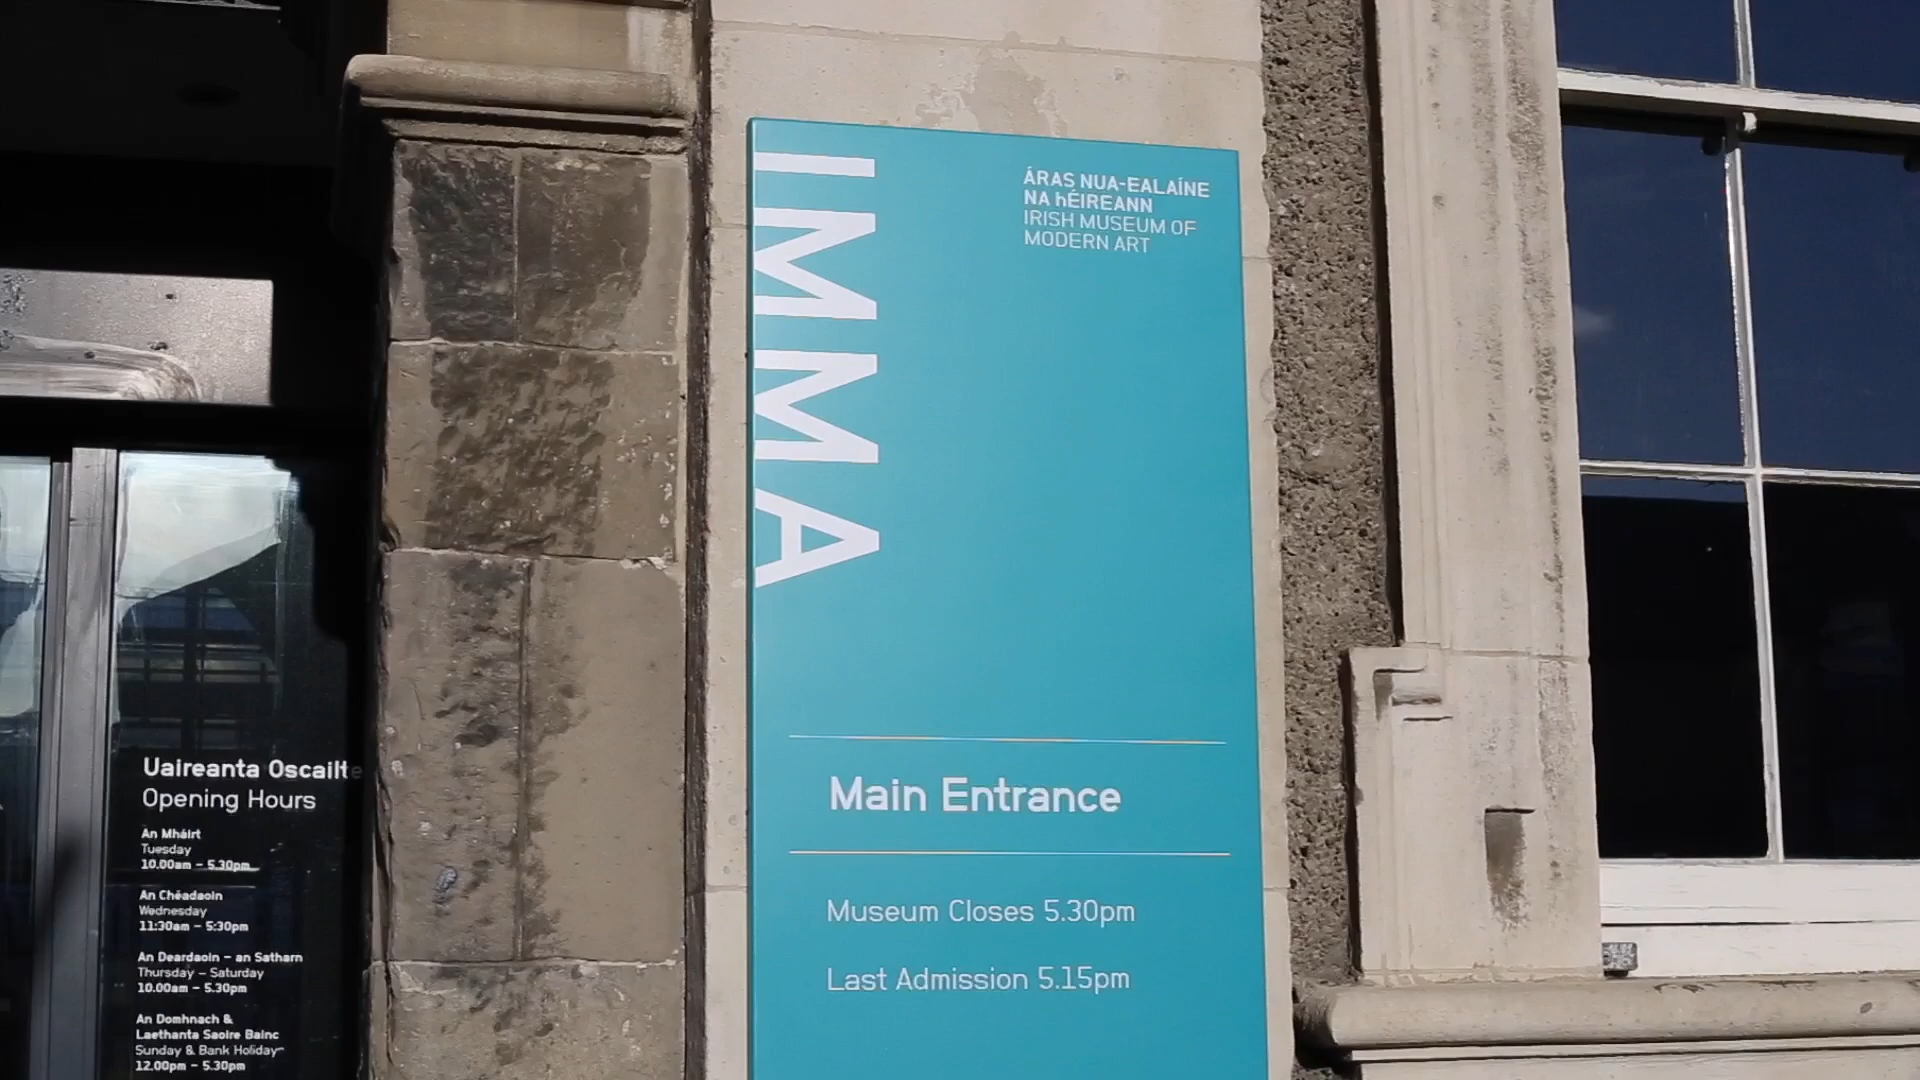 IMMA
ÁRAS NUA-EALAÍNE
NA hÉIREANN
IRISH MUSEUM OF
MODERN ART
Main Entrance
Museum Closes 5.30pm
Last Admission 5.15pm
Uaireanta Oscailte
Opening Hours
An Mháirt
Tuesday
10.00am – 5.30pm
An Chéadaoin
Wednesday
11:30am – 5:30pm
An Deardaoin – an Satharn
Thursday – Saturday
10.00am – 5.30pm
An Domhnach &
Laethanta Saoire Bainc
Sunday & Bank Holiday
12.00pm – 5.30pm